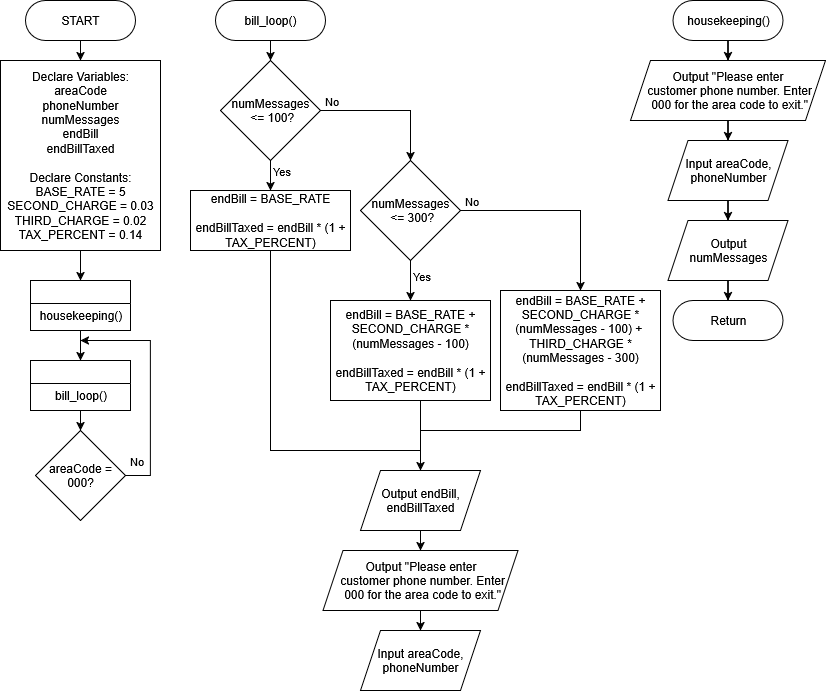 START
Declare Variables:
areaCode
phoneNumber
numMessages
endBill
endBillTaxed
Declare Constants:
BASE_RATE = 5
SECOND_CHARGE = 0.03
THIRD_CHARGE = 0.02
TAX_PERCENT = 0.14
housekeeping()
bill_loop()
areaCode =
000?
No
bill_loop()
numMessages
<= 100?
No
Yes
endBill = BASE_RATE
endBillTaxed = endBill * (1 +
TAX_PERCENT)
numMessages
<= 300?
No
Yes
endBill = BASE_RATE +
SECOND_CHARGE *
(numMessages - 100)
endBillTaxed = endBill * (1 +
TAX_PERCENT)
endBill = BASE_RATE +
SECOND_CHARGE *
(numMessages - 100) +
THIRD_CHARGE *
(numMessages - 300)
endBillTaxed = endBill * (1 +
TAX_PERCENT)
Output endBill,
endBillTaxed
Output "Please enter
customer phone number. Enter
000 for the area code to exit."
Input areaCode,
phoneNumber
housekeeping()
Output "Please enter
customer phone number. Enter
000 for the area code to exit."
Input areaCode,
phoneNumber
Output
numMessages
Return